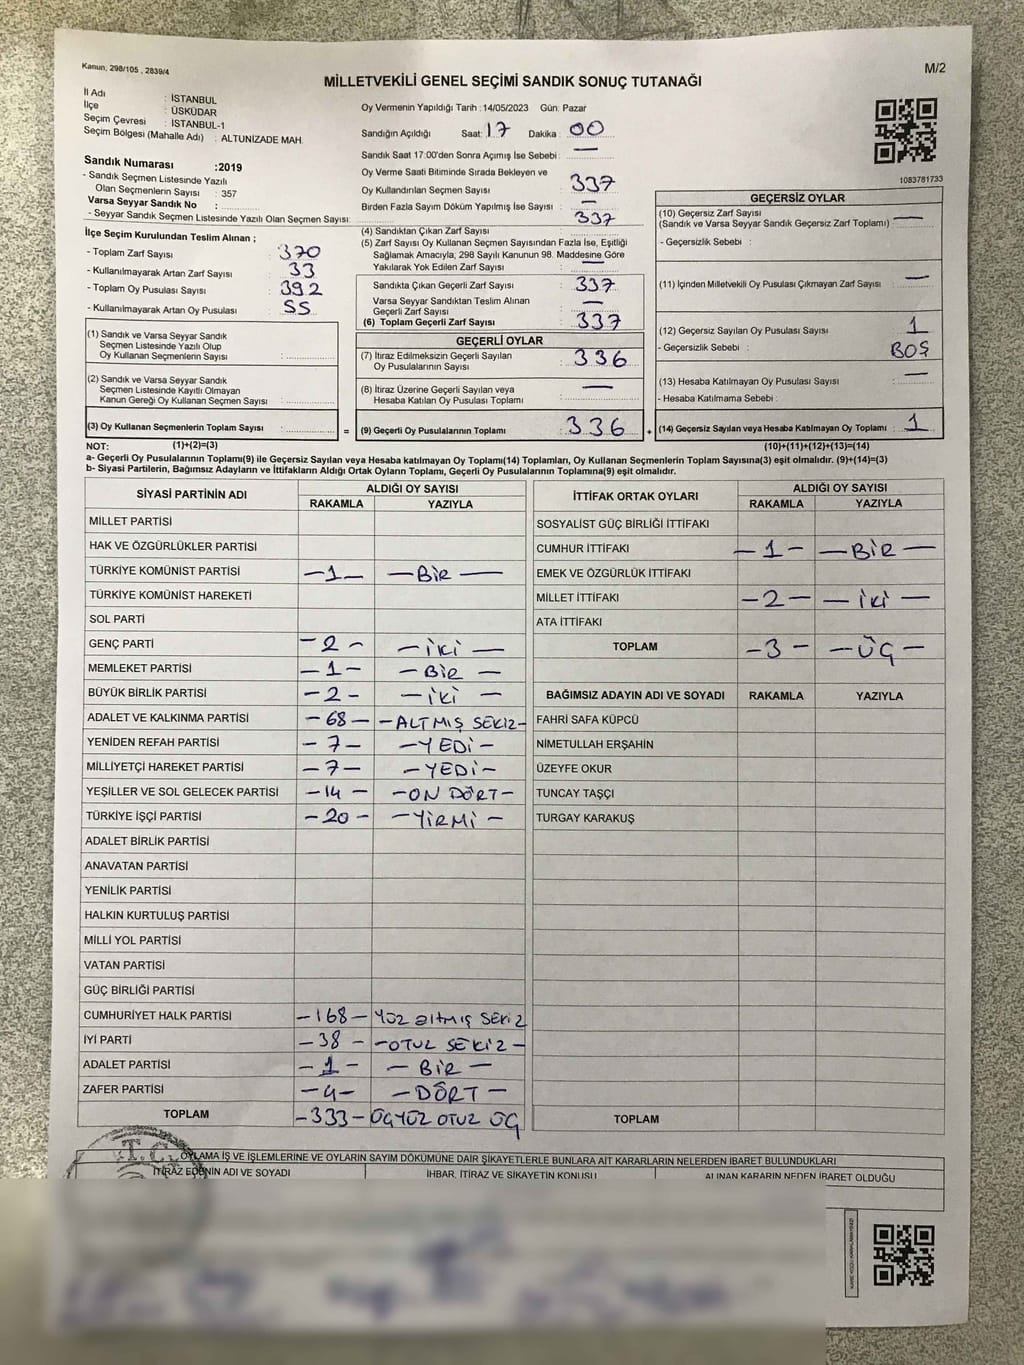 Kanun, 298/105 , 2839/4
M/2
MİLLETVEKİLİ GENEL SEÇİMİ SANDIK SONUÇ TUTANAĞI
İl Adı : İSTANBUL
İlçe : ÜSKÜDAR
Seçim Çevresi : İSTANBUL-1
Seçim Bölgesi (Mahalle Adı) : ALTUNİZADE MAH.
Sandık Numarası :2019
- Sandık Seçmen Listesinde Yazılı
Olan Seçmenlerin Sayısı : 357
Varsa Seyyar Sandık No :
- Seyyar Sandık Seçmen Listesinde Yazılı Olan Seçmen Sayısı:
İlçe Seçim Kurulundan Teslim Alınan ;
- Toplam Zarf Sayısı : 370
- Kullanılmayarak Artan Zarf Sayısı : 33
- Toplam Oy Pusulası Sayısı : 392
- Kullanılmayarak Artan Oy Pusulası : 55
(1) Sandık ve Varsa Seyyar Sandık
Seçmen Listesinde Yazılı Olup
Oy Kullanan Seçmenlerin Sayısı :
(2) Sandık ve Varsa Seyyar Sandık
Seçmen Listesinde Kayıtlı Olmayan
Kanun Gereği Oy Kullanan Seçmen Sayısı :
(3) Oy Kullanan Seçmenlerin Toplam Sayısı :
Oy Vermenin Yapıldığı Tarih :14/05/2023 Gün: Pazar
Sandığın Açıldığı Saat: 17 Dakika : 00
Sandık Saat 17:00'den Sonra Açımış İse Sebebi : —
Oy Verme Saati Bitiminde Sırada Bekleyen ve
Oy Kullandırılan Seçmen Sayısı : 337
Birden Fazla Sayım Döküm Yapılmış İse Sayısı : —
(4) Sandıktan Çıkan Zarf Sayısı : 337
(5) Zarf Sayısı Oy Kullanan Seçmen Sayısından Fazla İse, Eşitliği
Sağlamak Amacıyla, 298 Sayılı Kanunun 98. Maddesine Göre
Yakılarak Yok Edilen Zarf Sayısı : —
Sandıkta Çıkan Geçerli Zarf Sayısı : 337
Varsa Seyyar Sandıktan Teslim Alınan
Geçerli Zarf Sayısı : —
(6) Toplam Geçerli Zarf Sayısı : 337
GEÇERLİ OYLAR
(7) İtiraz Edilmeksizin Geçerli Sayılan
Oy Pusulalarının Sayısı : 336
(8) İtiraz Üzerine Geçerli Sayılan veya
Hesaba Katılan Oy Pusulası Toplamı : —
= (9) Geçerli Oy Pusulalarının Toplamı : 336
1083781733
GEÇERSİZ OYLAR
(10) Geçersiz Zarf Sayısı
(Sandık ve Varsa Seyyar Sandık Geçersiz Zarf Toplamı) : —
- Geçersizlik Sebebi :
(11) İçinden Milletvekili Oy Pusulası Çıkmayan Zarf Sayısı : —
(12) Geçersiz Sayılan Oy Pusulası Sayısı : 1
- Geçersizlik Sebebi : BOŞ
(13) Hesaba Katılmayan Oy Pusulası Sayısı : —
- Hesaba Katılmama Sebebi :
+ (14) Geçersiz Sayılan veya Hesaba Katılmayan Oy Toplamı : 1
NOT: (1)+(2)=(3) (10)+(11)+(12)+(13)=(14)
a- Geçerli Oy Pusulalarının Toplamı(9) ile Geçersiz Sayılan veya Hesaba katılmayan Oy Toplamı(14) Toplamları, Oy Kullanan Seçmenlerin Toplam Sayısına(3) eşit olmalıdır. (9)+(14)=(3)
b- Siyasi Partilerin, Bağımsız Adayların ve İttifakların Aldığı Ortak Oyların Toplamı, Geçerli Oy Pusulalarının Toplamına(9) eşit olmalıdır.
SİYASİ PARTİNİN ADI ALDIĞI OY SAYISI
RAKAMLA YAZIYLA
MİLLET PARTİSİ
HAK VE ÖZGÜRLÜKLER PARTİSİ
TÜRKİYE KOMÜNİST PARTİSİ -1- -BİR-
TÜRKİYE KOMÜNİST HAREKETİ
SOL PARTİ
GENÇ PARTİ -2- -İKİ-
MEMLEKET PARTİSİ -1- -BİR-
BÜYÜK BİRLİK PARTİSİ -2- -İKİ-
ADALET VE KALKINMA PARTİSİ -68- -ALTMIŞ SEKİZ-
YENİDEN REFAH PARTİSİ -7- -YEDİ-
MİLLİYETÇİ HAREKET PARTİSİ -7- -YEDİ-
YEŞİLLER VE SOL GELECEK PARTİSİ -14- -ON DÖRT-
TÜRKİYE İŞÇİ PARTİSİ -20- -YİRMİ-
ADALET BİRLİK PARTİSİ
ANAVATAN PARTİSİ
YENİLİK PARTİSİ
HALKIN KURTULUŞ PARTİSİ
MİLLİ YOL PARTİSİ
VATAN PARTİSİ
GÜÇ BİRLİĞİ PARTİSİ
CUMHURİYET HALK PARTİSİ -168- YÜZ altmış SEKİZ
İYİ PARTİ -38- -OTUZ SEKİZ-
ADALET PARTİSİ -1- -BİR-
ZAFER PARTİSİ -4- -DÖRT-
TOPLAM -333- ÜÇYÜZ OTUZ ÜÇ
İTTİFAK ORTAK OYLARI ALDIĞI OY SAYISI
RAKAMLA YAZIYLA
SOSYALİST GÜÇ BİRLİĞİ İTTİFAKI
CUMHUR İTTİFAKI -1- -BİR-
EMEK VE ÖZGÜRLÜK İTTİFAKI
MİLLET İTTİFAKI -2- -İKİ-
ATA İTTİFAKI
TOPLAM -3- -ÜÇ-
BAĞIMSIZ ADAYIN ADI VE SOYADI RAKAMLA YAZIYLA
FAHRİ SAFA KÜPCÜ
NİMETULLAH ERŞAHİN
ÜZEYFE OKUR
TUNCAY TAŞÇI
TURGAY KARAKUŞ
TOPLAM
T.C.
OYLAMA İŞ VE İŞLEMLERİNE VE OYLARIN SAYIM DÖKÜMÜNE DAİR ŞİKAYETLERLE BUNLARA AİT KARARLARIN NELERDEN İBARET BULUNDUKLARI
İTİRAZ EDENİN ADI VE SOYADI İHBAR, İTİRAZ VE ŞİKAYETİN KONUSU ALINAN KARARIN NEDEN İBARET OLDUĞU